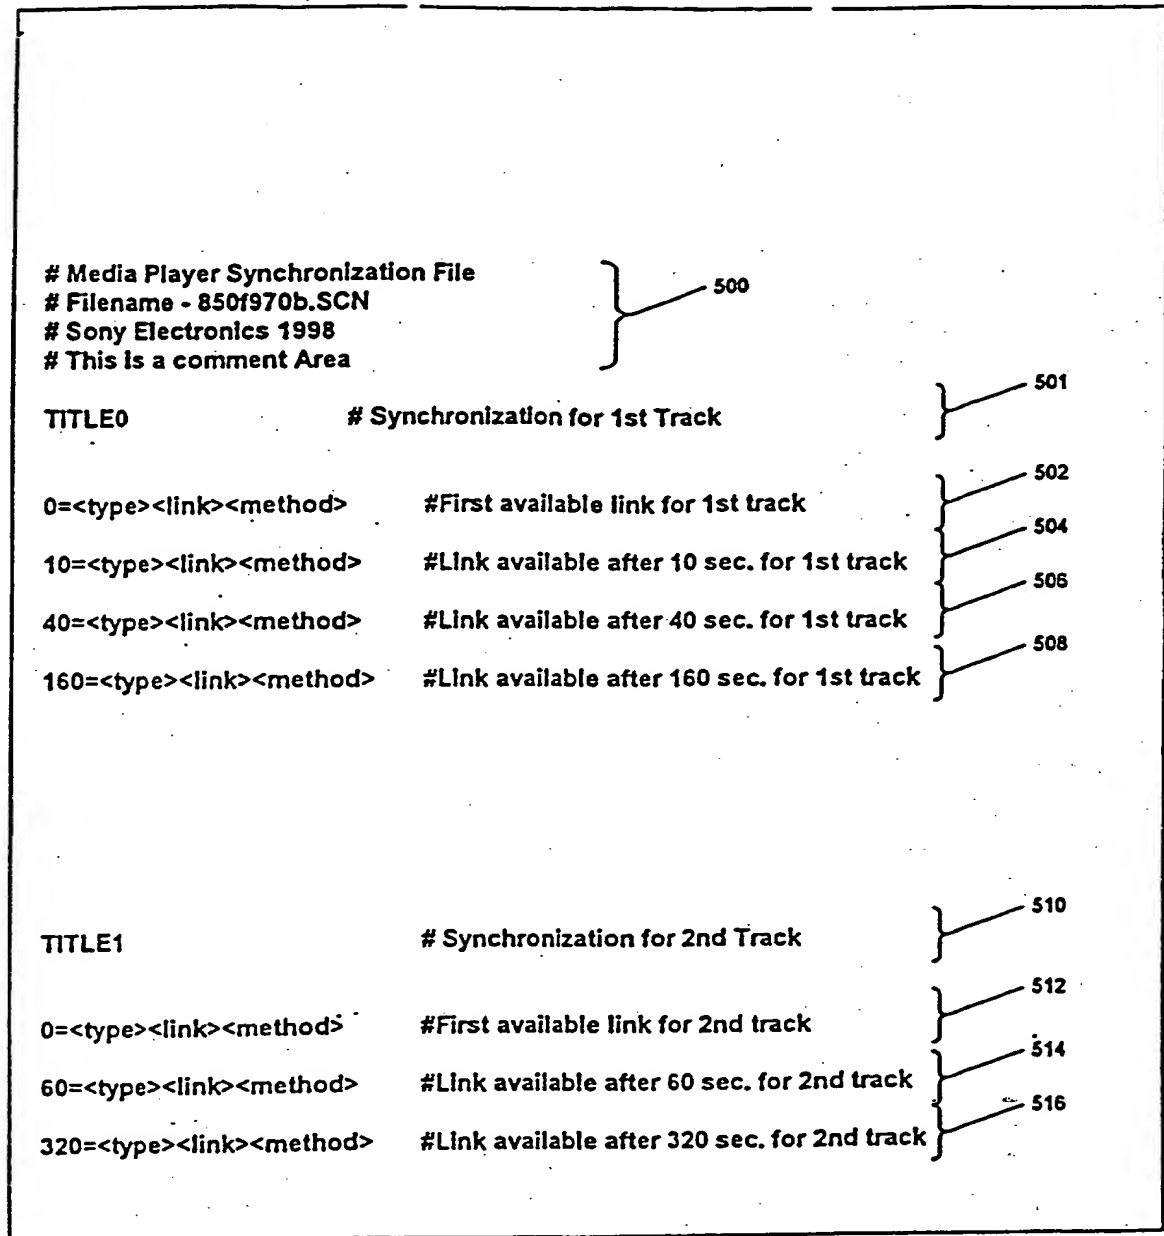 # Media Player Synchronization File
# Filename - 850f970b.SCN
# Sony Electronics 1998
# This is a comment Area
500
TITLE0 # Synchronization for 1st Track 501
0=<type><link><method> #First available link for 1st track 502
10=<type><link><method> #Link available after 10 sec. for 1st track 504
40=<type><link><method> #Link available after 40 sec. for 1st track 506
160=<type><link><method> #Link available after 160 sec. for 1st track 508
TITLE1 # Synchronization for 2nd Track 510
0=<type><link><method> #First available link for 2nd track 512
60=<type><link><method> #Link available after 60 sec. for 2nd track 514
320=<type><link><method> #Link available after 320 sec. for 2nd track 516